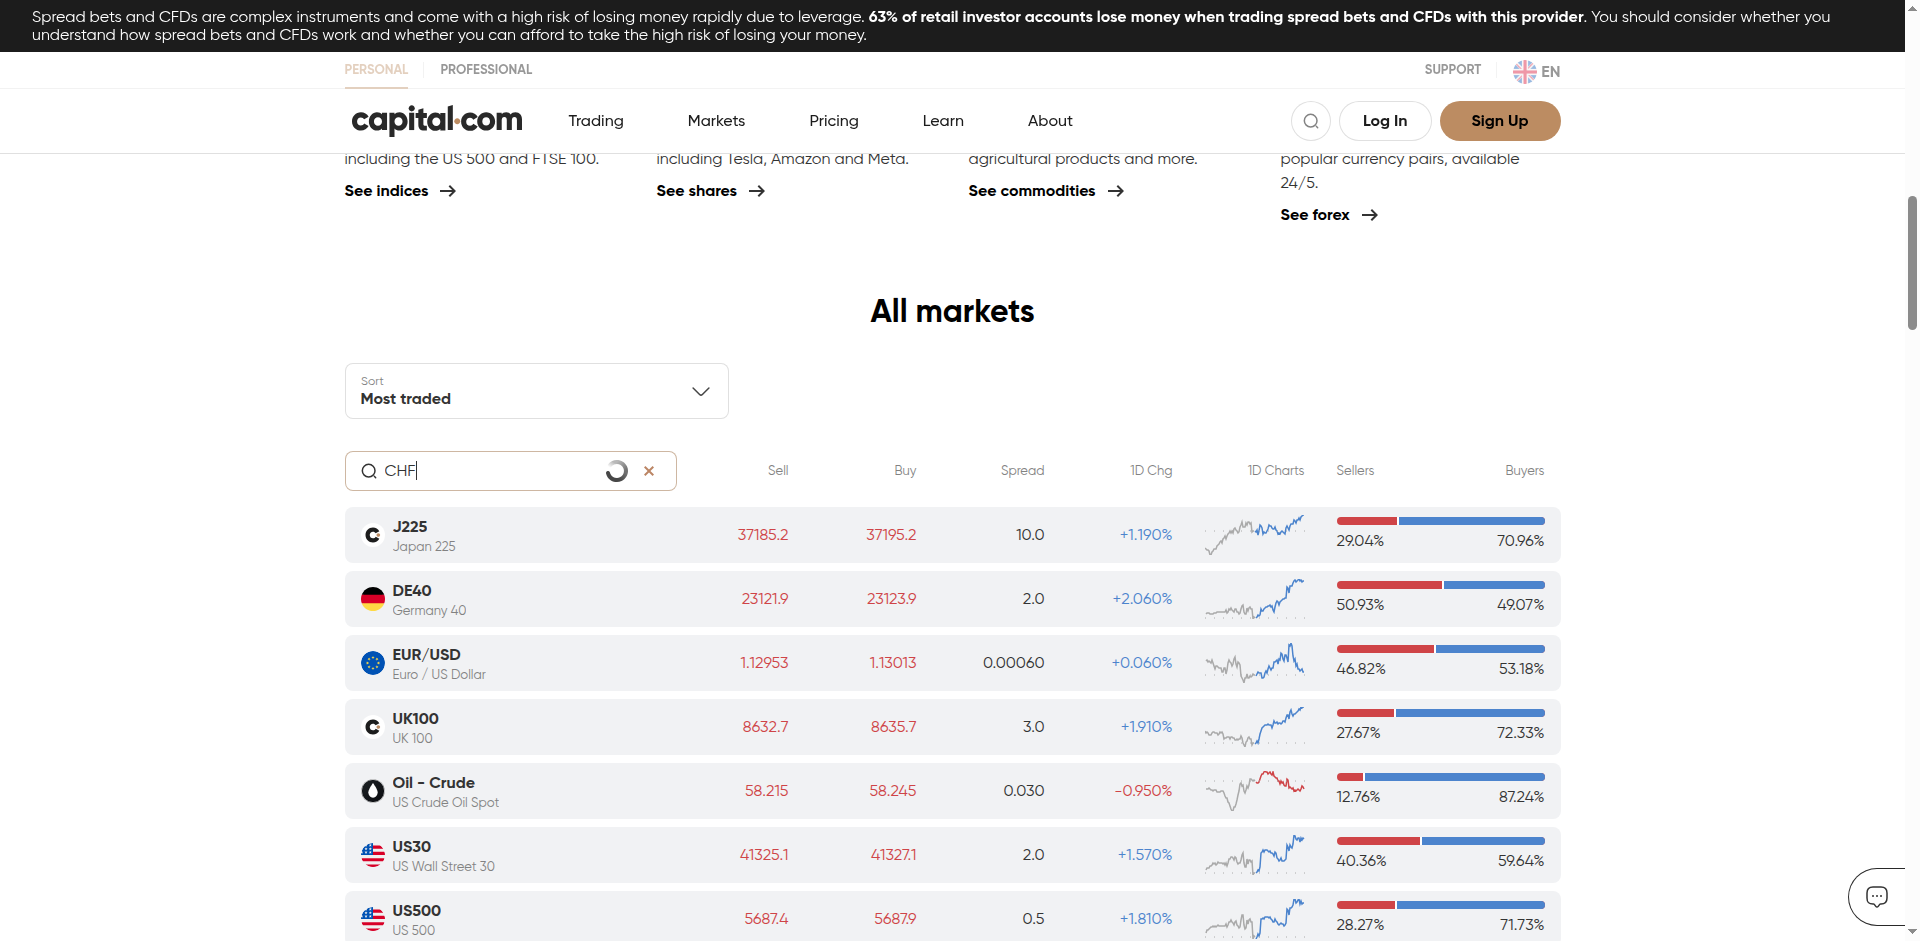 Spread bets and CFDs are complex instruments and come with a high risk of losing money rapidly due to leverage. 63% of retail investor accounts lose money when trading spread bets and CFDs with this provider. You should consider whether you
understand how spread bets and CFDs work and whether you can afford to take the high risk of losing your money.
PERSONAL PROFESSIONAL SUPPORT EN
capital.com Trading Markets Pricing Learn About Log In Sign Up
including the US 500 and FTSE 100. including Tesla, Amazon and Meta. agricultural products and more. popular currency pairs, available
24/5.
See indices See shares See commodities
See forex
All markets
Sort
Most traded
CHF Sell Buy Spread 1D Chg 1D Charts Sellers Buyers
J225
Japan 225
37185.2 37195.2 10.0 +1.190% 29.04% 70.96%
DE40
Germany 40
23121.9 23123.9 2.0 +2.060% 50.93% 49.07%
EUR/USD
Euro / US Dollar
1.12953 1.13013 0.00060 +0.060% 46.82% 53.18%
UK100
UK 100
8632.7 8635.7 3.0 +1.910% 27.67% 72.33%
Oil - Crude
US Crude Oil Spot
58.215 58.245 0.030 -0.950% 12.76% 87.24%
US30
US Wall Street 30
41325.1 41327.1 2.0 +1.570% 40.36% 59.64%
US500
US 500
5687.4 5687.9 0.5 +1.810% 28.27% 71.73%